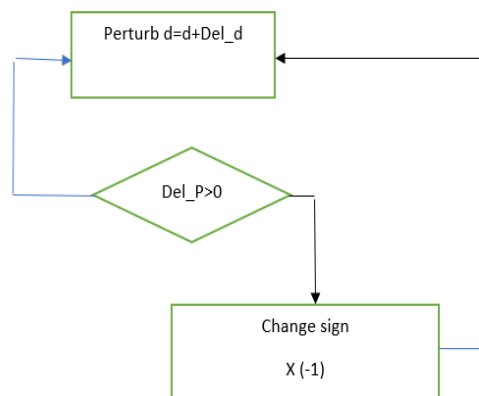 Perturb d=d+Del_d
Del_P>0
Change sign
X (-1)